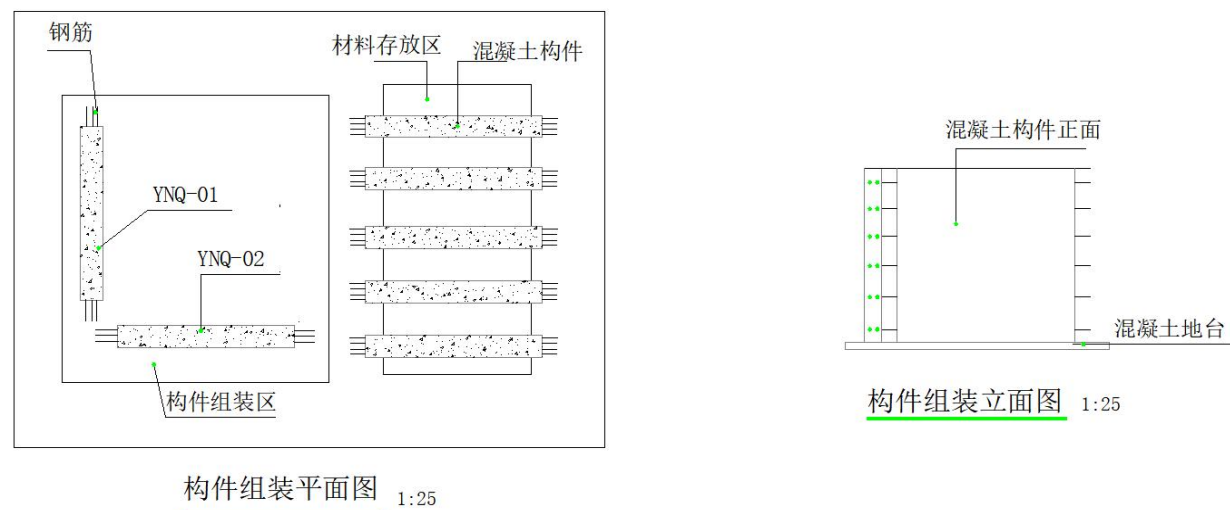 钢筋
材料存放区
混凝土构件
YNQ-01
YNQ-02
构件组装区
构件组装平面图 1:25
混凝土构件正面
混凝土地台
构件组装立面图 1:25